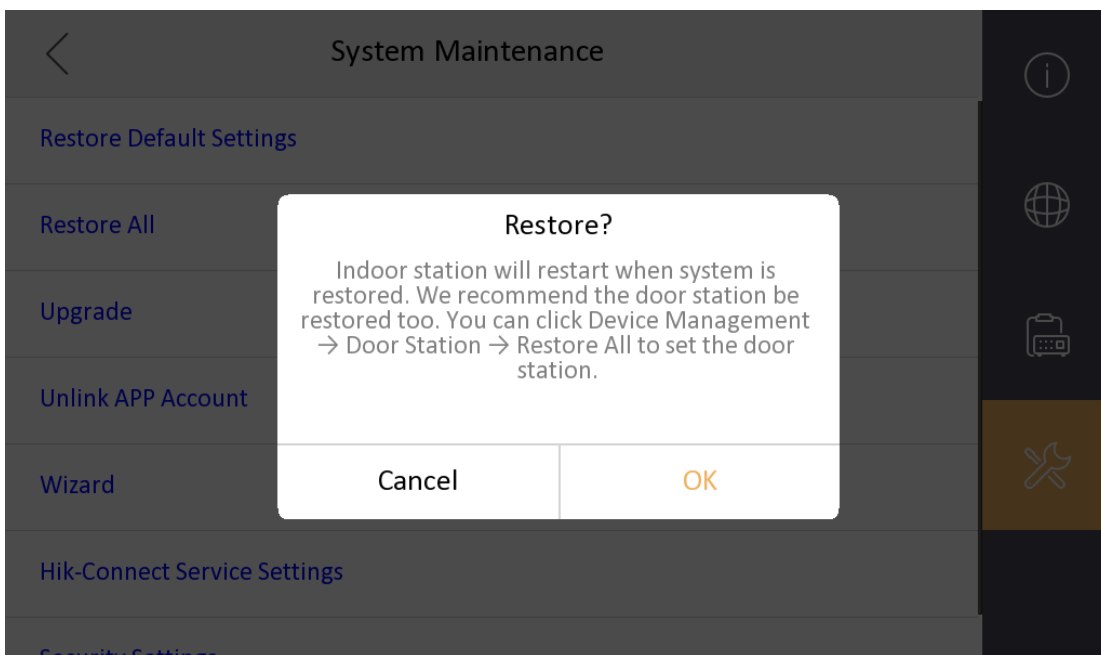 System Maintenance
Restore Default Settings
Restore All
Upgrade
Unlink APP Account
Wizard
Hik-Connect Service Settings
Security Settings
Restore?
Indoor station will restart when system is
restored. We recommend the door station be
restored too. You can click Device Management
→ Door Station → Restore All to set the door
station.
Cancel
OK